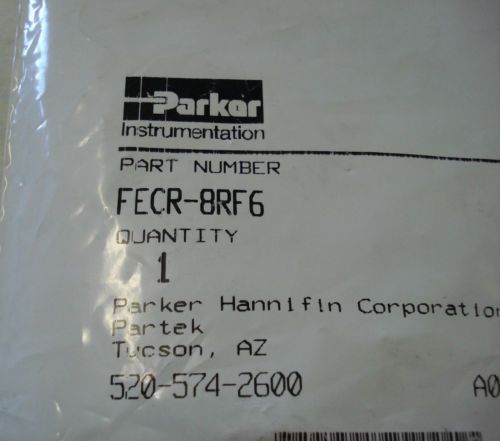 Parker
Instrumentation
PART NUMBER
FECR-8RF6
QUANTITY
1
Parker Hannifin Corporation
Partek
Tucson, AZ
520-574-2600 A0